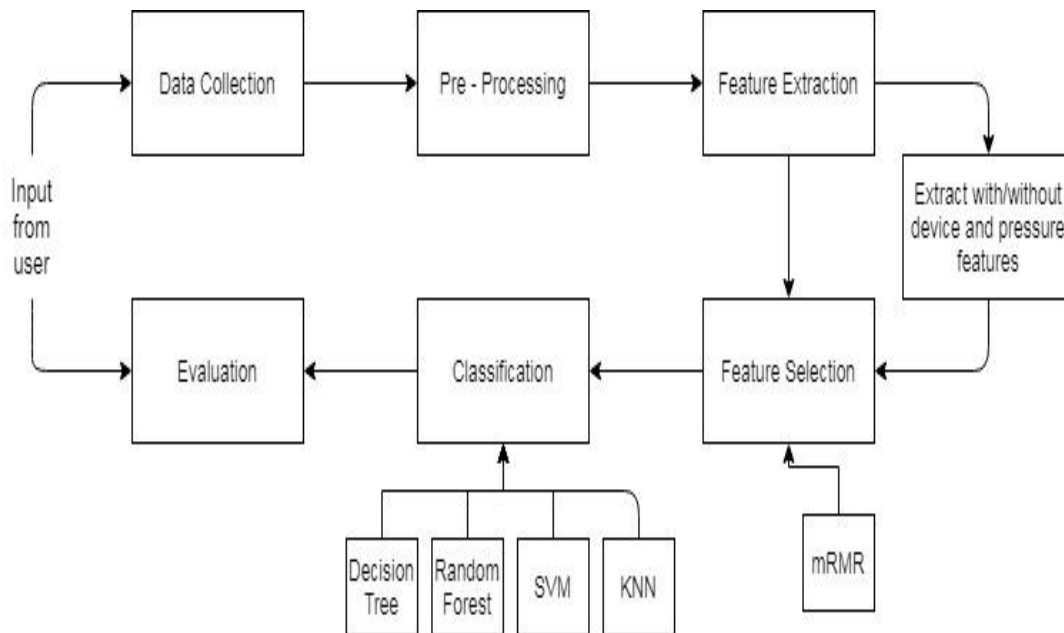 Data Collection
Pre - Processing
Feature Extraction
Input
from
user
Extract with/without
device and pressure
features
Evaluation
Classification
Feature Selection
Decision
Tree
Random
Forest
SVM
KNN
mRMR